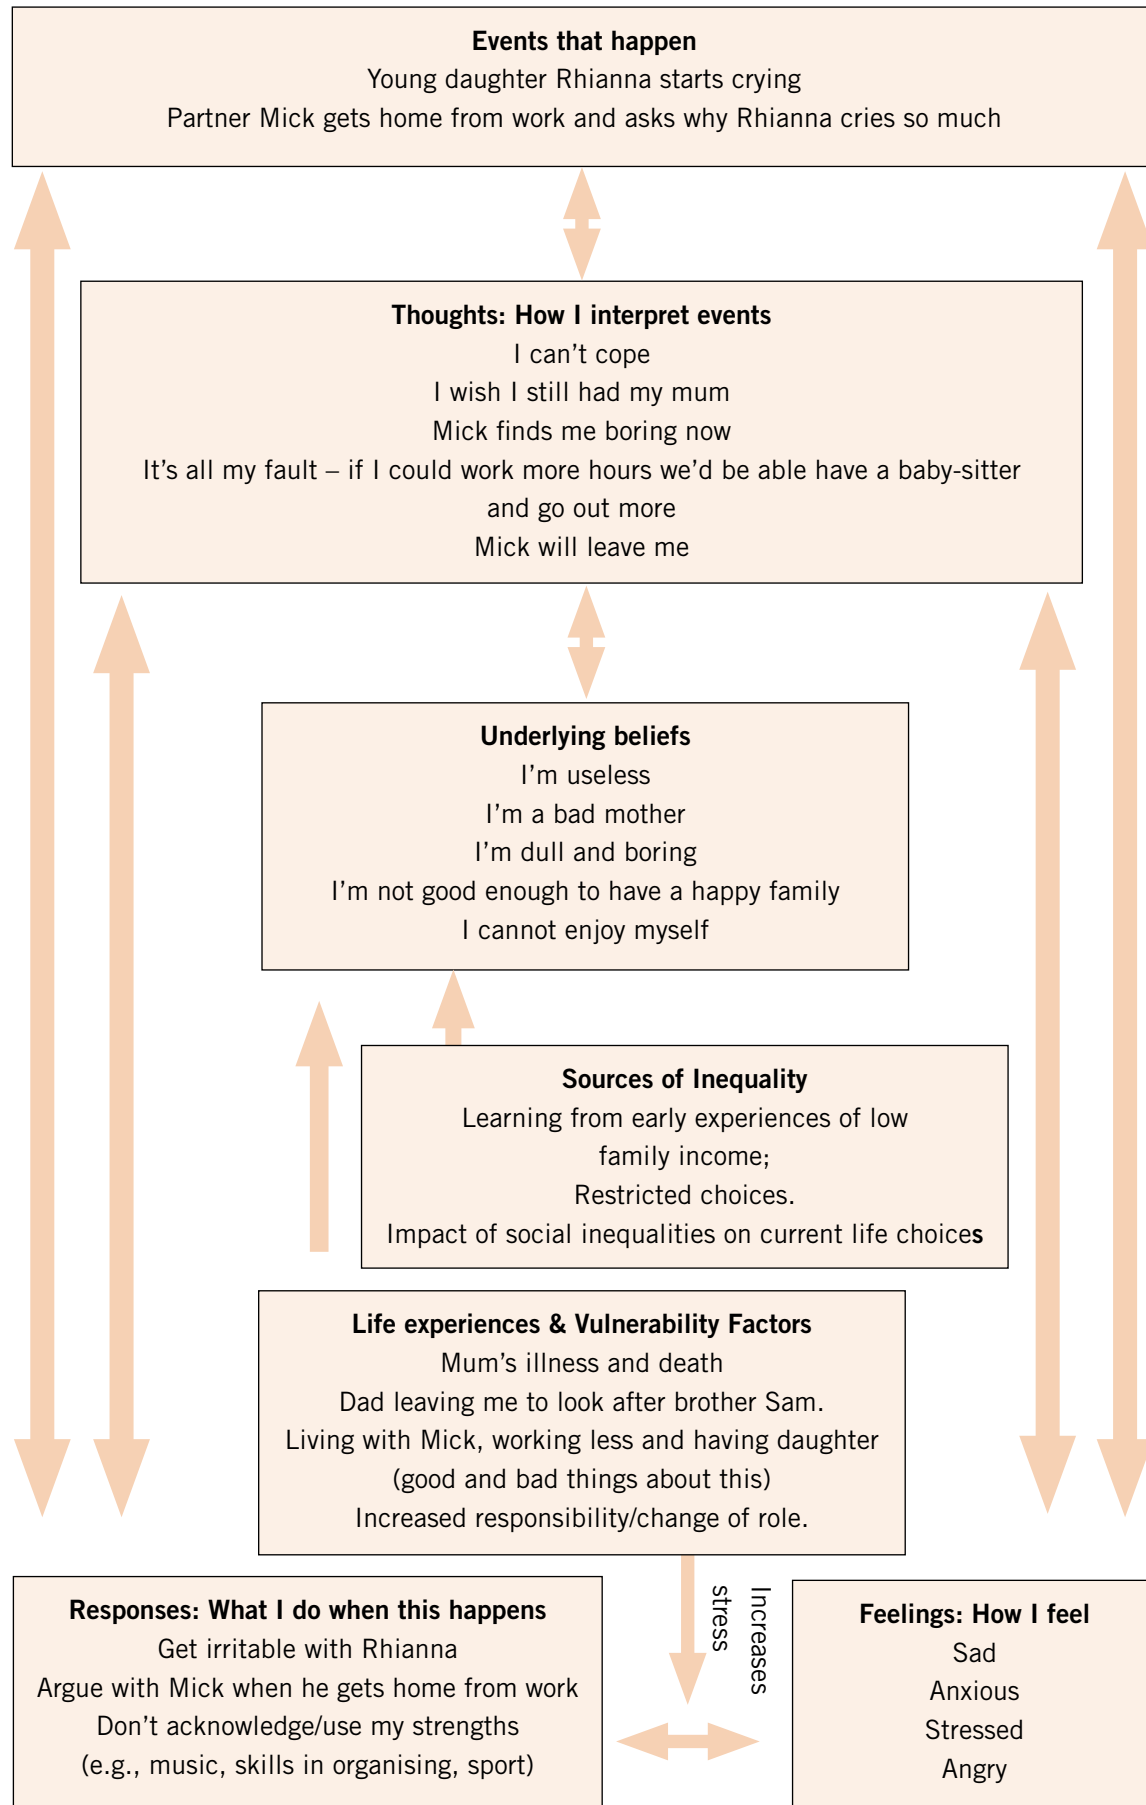 Events that happen
Young daughter Rhianna starts crying
Partner Mick gets home from work and asks why Rhianna cries so much
Thoughts: How I interpret events
I can’t cope
I wish I still had my mum
Mick finds me boring now
It’s all my fault – if I could work more hours we’d be able have a baby-sitter
and go out more
Mick will leave me
Underlying beliefs
I’m useless
I’m a bad mother
I’m dull and boring
I’m not good enough to have a happy family
I cannot enjoy myself
Sources of Inequality
Learning from early experiences of low
family income;
Restricted choices.
Impact of social inequalities on current life choices
Life experiences & Vulnerability Factors
Mum’s illness and death
Dad leaving me to look after brother Sam.
Living with Mick, working less and having daughter
(good and bad things about this)
Increased responsibility/change of role.
Increases
stress
Responses: What I do when this happens
Get irritable with Rhianna
Argue with Mick when he gets home from work
Don’t acknowledge/use my strengths
(e.g., music, skills in organising, sport)
Feelings: How I feel
Sad
Anxious
Stressed
Angry